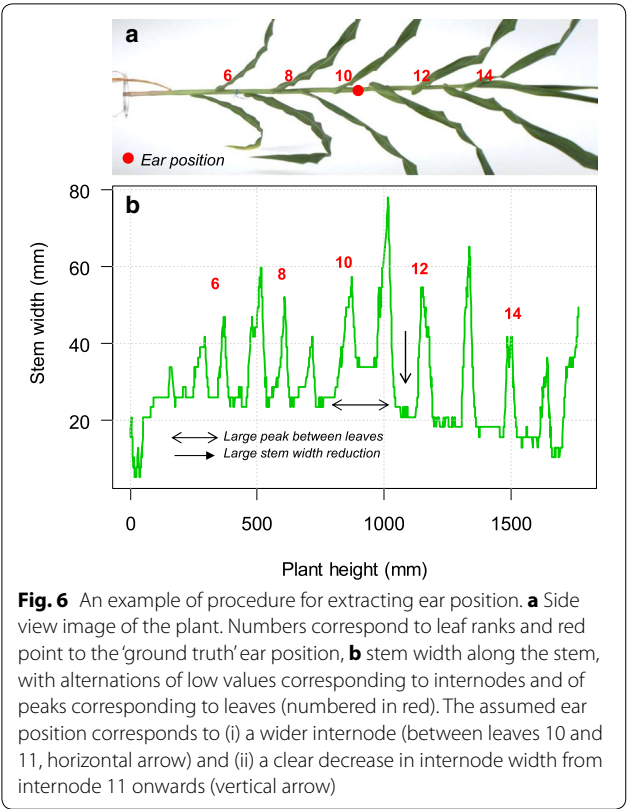 a
6 8 10 12 14
Ear position
b
80
60
40
20
Stem width (mm)
6 8 10 12 14
Large peak between leaves
Large stem width reduction
0 500 1000 1500
Plant height (mm)
Fig. 6 An example of procedure for extracting ear position. a Side
view image of the plant. Numbers correspond to leaf ranks and red
point to the ‘ground truth’ ear position, b stem width along the stem,
with alternations of low values corresponding to internodes and of
peaks corresponding to leaves (numbered in red). The assumed ear
position corresponds to (i) a wider internode (between leaves 10 and
11, horizontal arrow) and (ii) a clear decrease in internode width from
internode 11 onwards (vertical arrow)